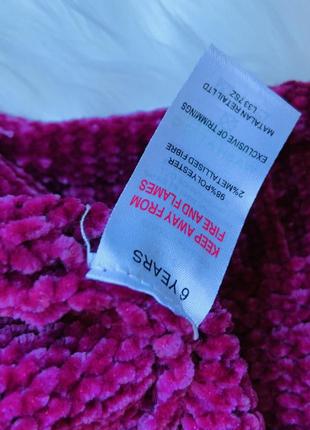 6 YEARS
KEEP AWAY FROM
FIRE AND FLAMES
98%POLYESTER
2%METALLISED FIBRE
EXCLUSIVE OF TRIMMINGS
MATALAN RETAIL LTD
L33 7SZ